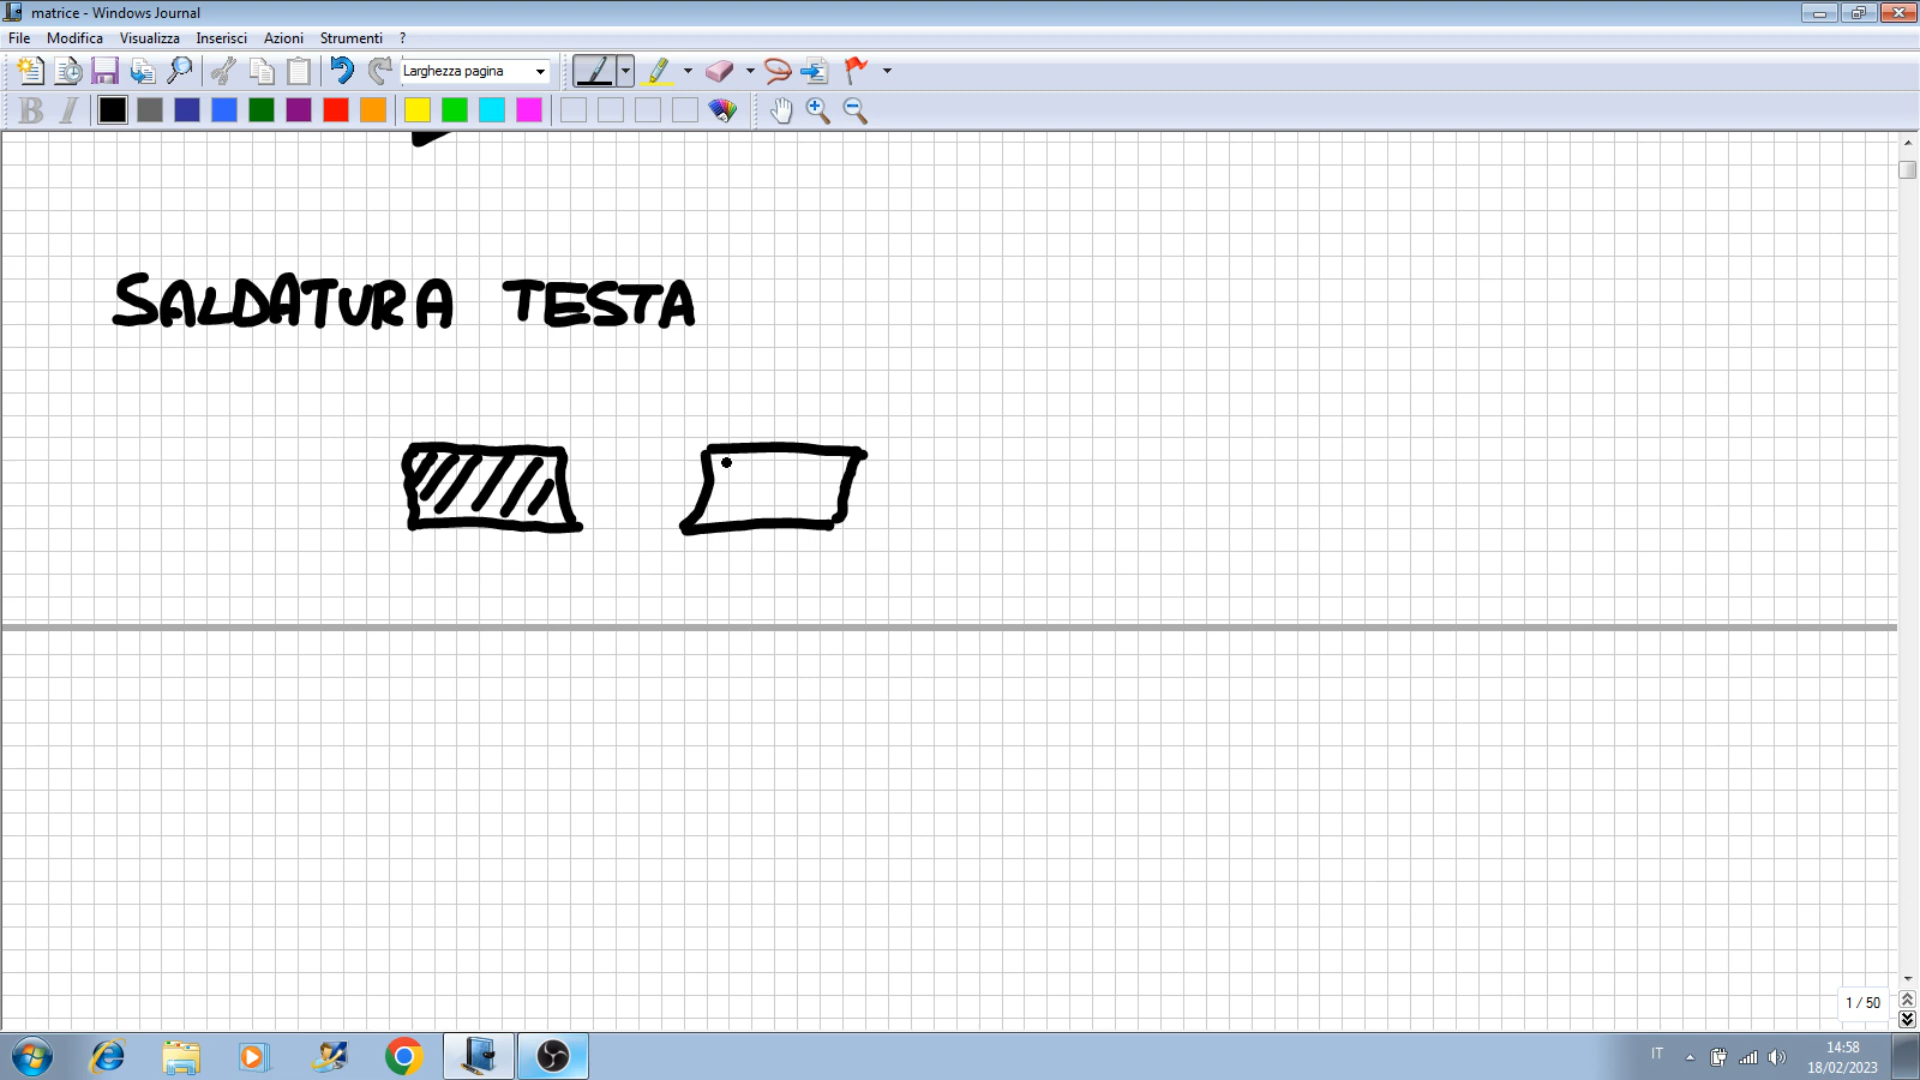 matrice - Windows Journal
File Modifica Visualizza Inserisci Azioni Strumenti ?
Larghezza pagina
B I
SALDATURA TESTA
1 / 50
IT
14:58
18/02/2023